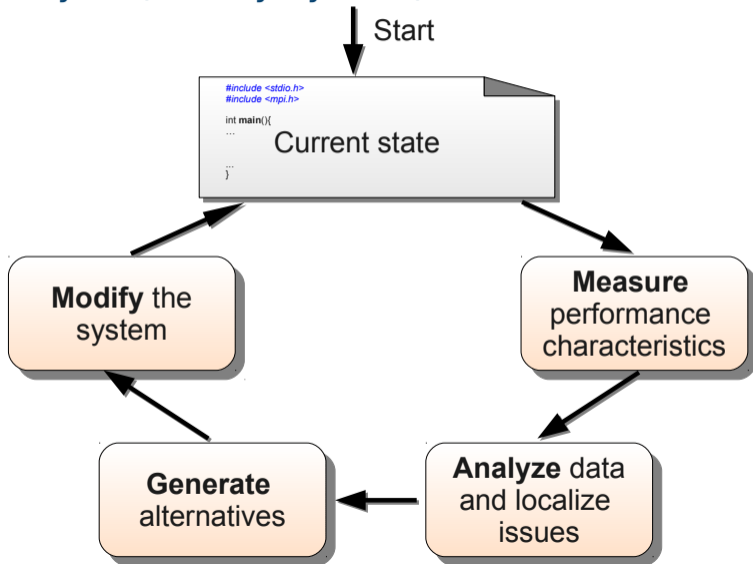 Start
#include <stdio.h>
#include <mpi.h>
int main(){
...
Current state
...
}
Modify the
system
Measure
performance
characteristics
Generate
alternatives
Analyze data
and localize
issues